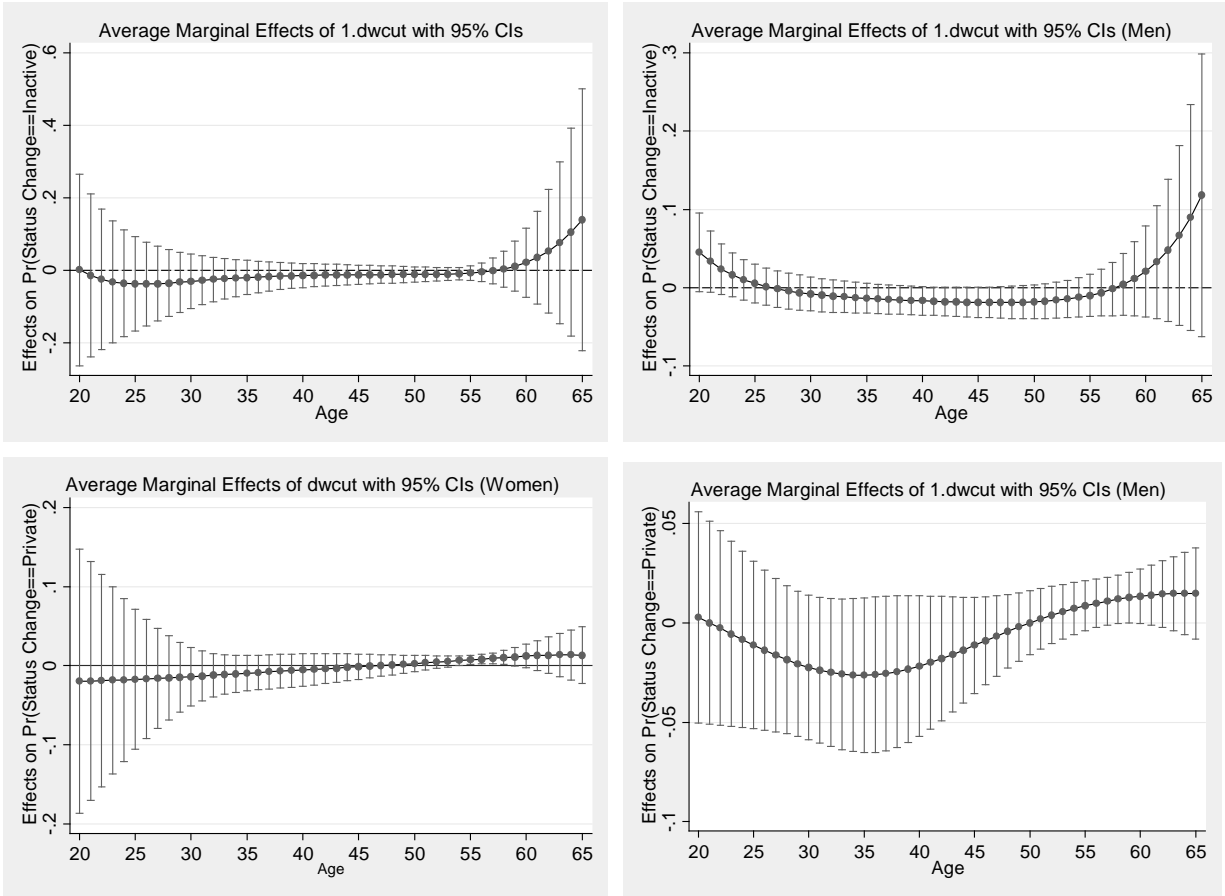 Average Marginal Effects of 1.dwcut with 95% CIs
Effects on Pr(Status Change==Inactive)
.6
.4
.2
0
-.2
20 25 30 35 40 45 50 55 60 65
Age
Average Marginal Effects of 1.dwcut with 95% CIs (Men)
Effects on Pr(Status Change==Inactive)
.3
.2
.1
0
-.1
20 25 30 35 40 45 50 55 60 65
Age
Average Marginal Effects of dwcut with 95% CIs (Women)
Effects on Pr(Status Change==Private)
.2
.1
0
-.1
-.2
20 25 30 35 40 45 50 55 60 65
Age
Average Marginal Effects of 1.dwcut with 95% CIs (Men)
Effects on Pr(Status Change==Private)
.05
0
-.05
-.1
20 25 30 35 40 45 50 55 60 65
Age